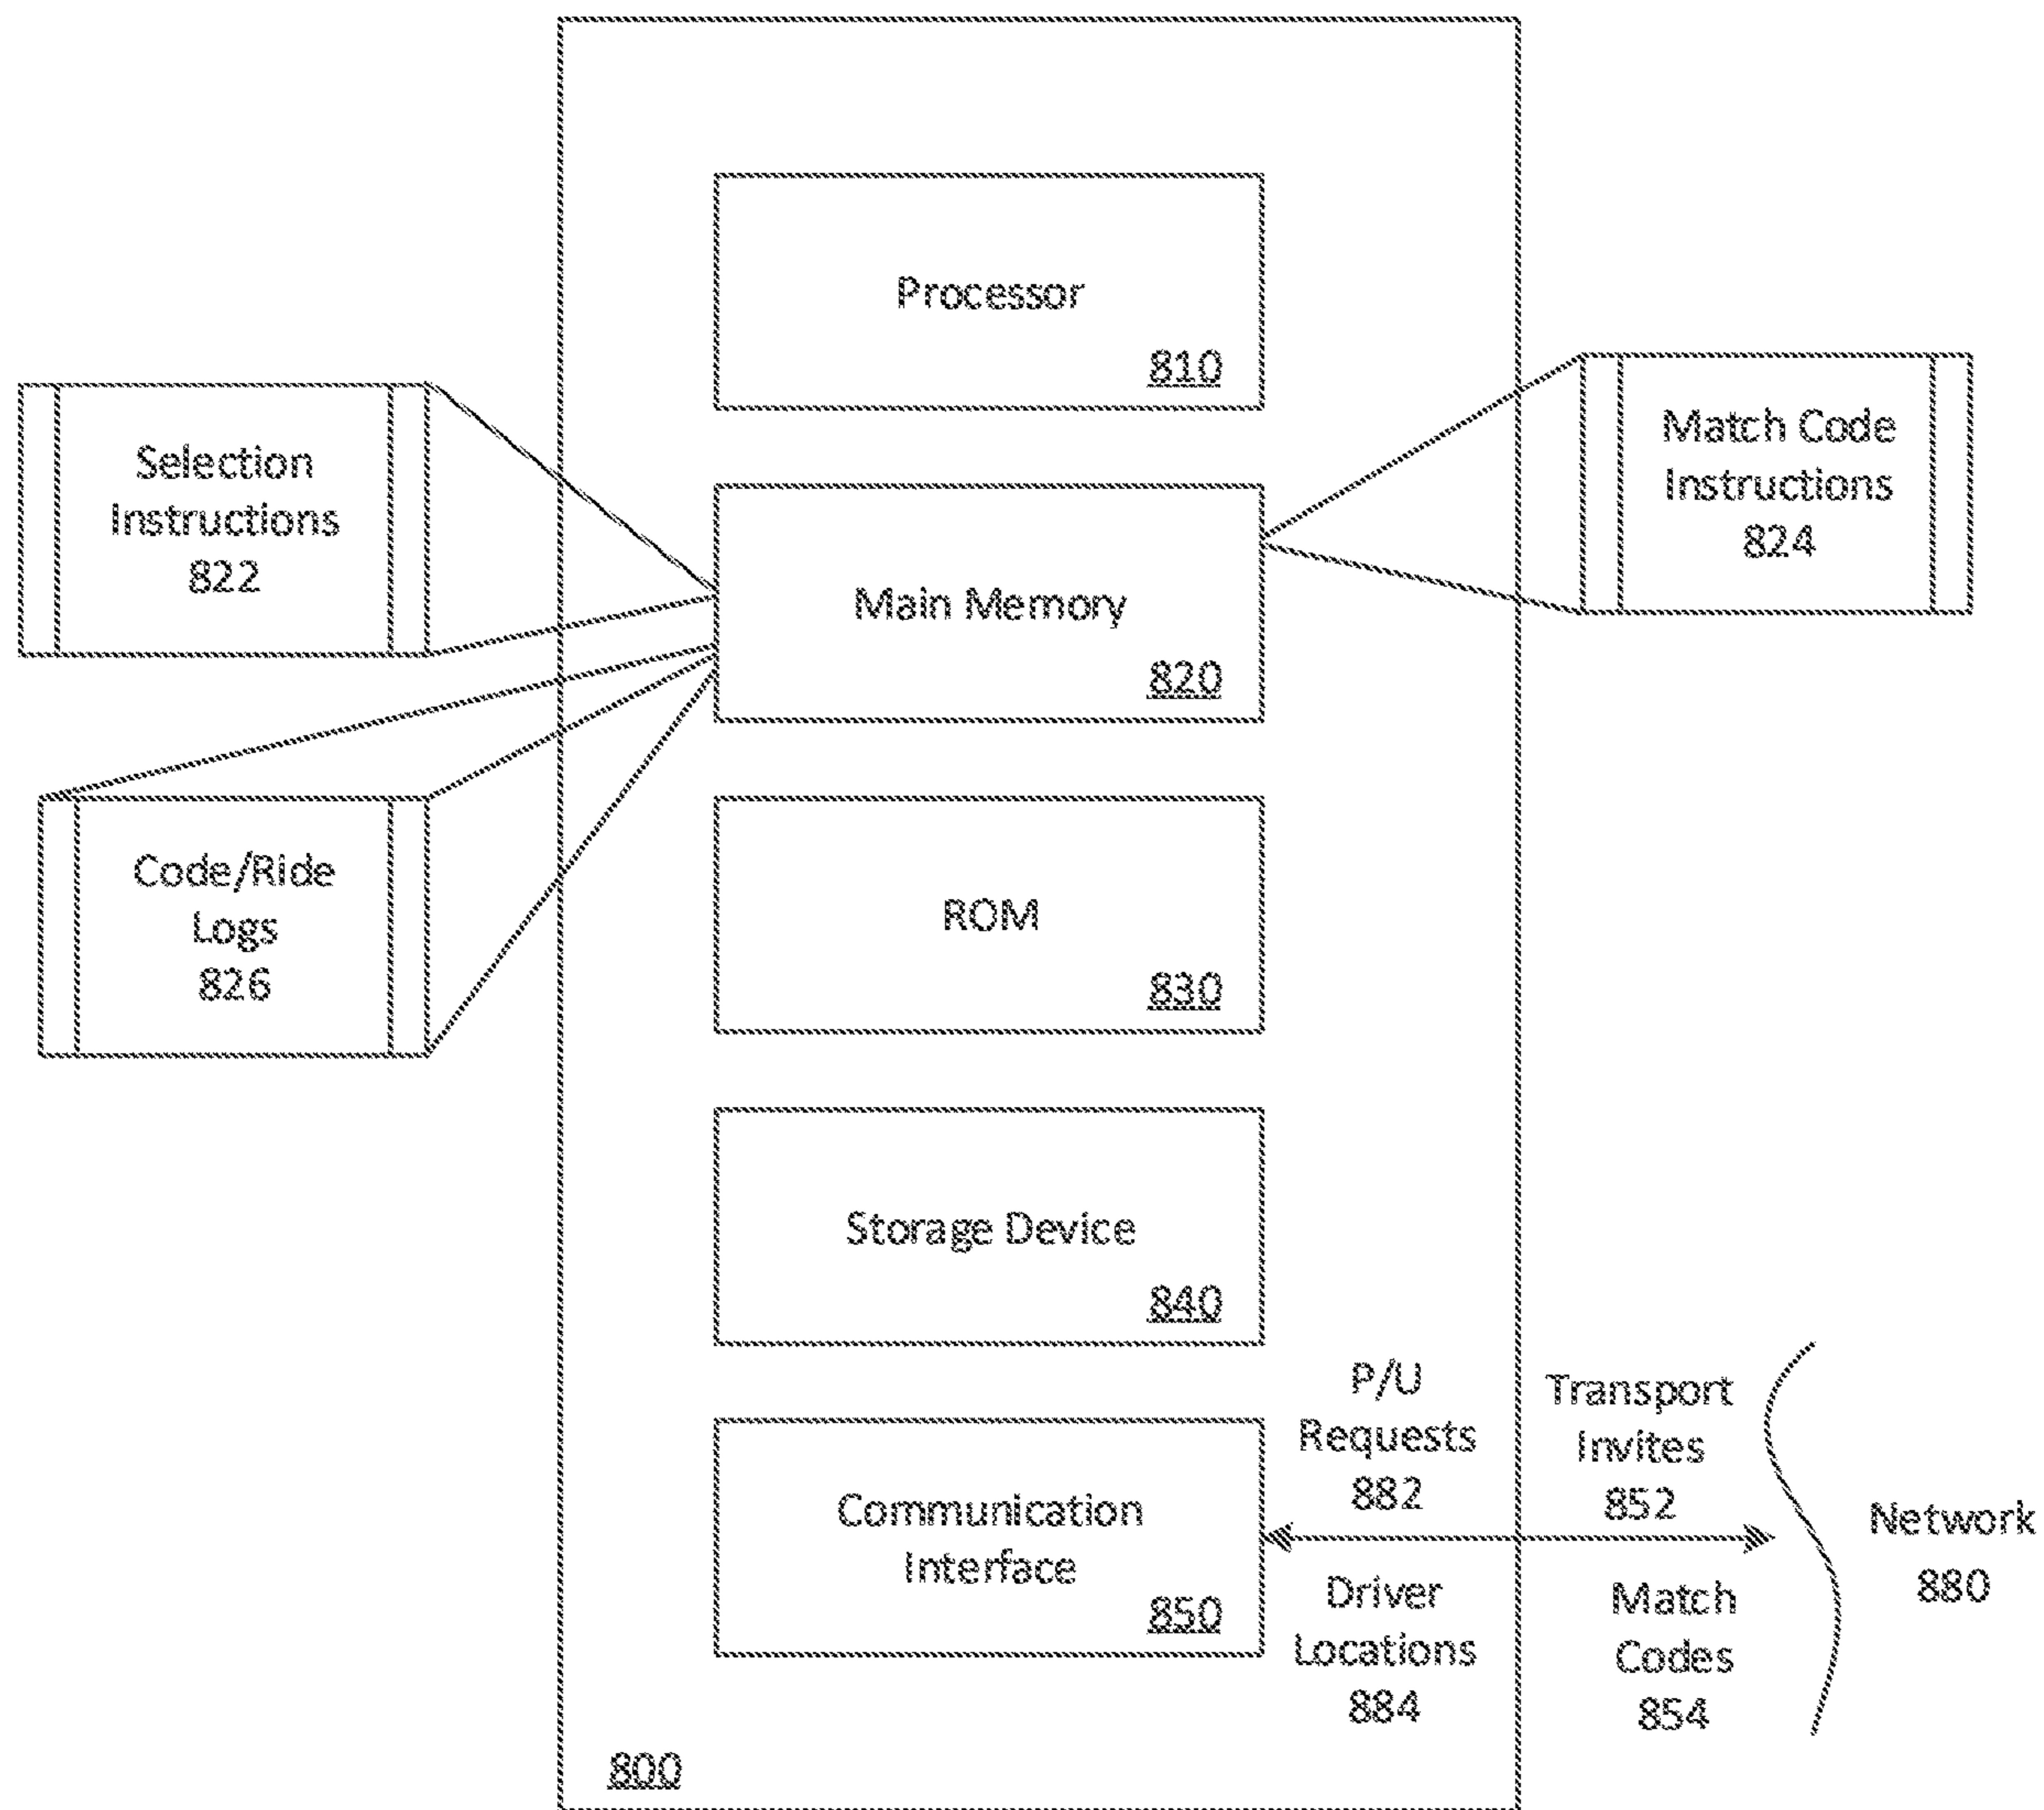 Processor
810
Selection
Instructions
822
Match Code
Instructions
824
Main Memory
820
Code/Ride
Logs
826
ROM
830
Storage Device
840
Communication
Interface
850
P/U
Requests
882
Transport
Invites
852
Driver
Locations
884
Match
Codes
854
Network
880
800